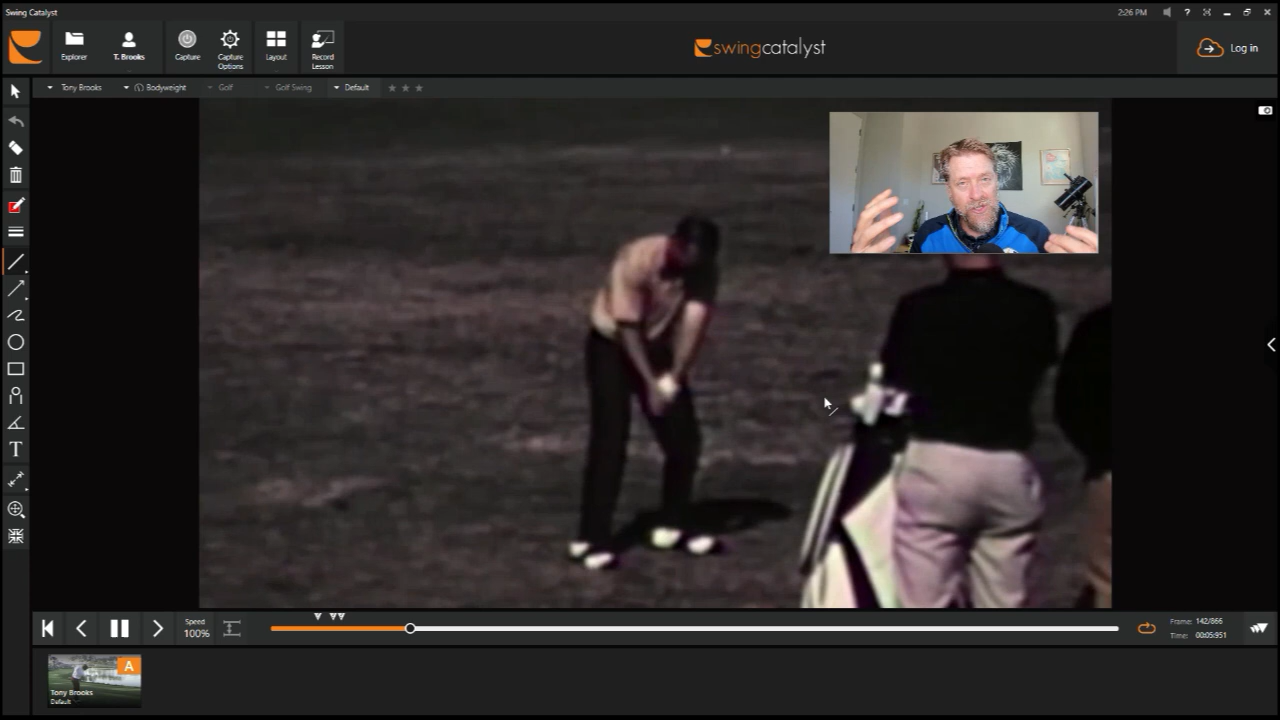 Swing Catalyst
2:26 PM
?
Explorer
T. Brooks
Capture
Capture
Options
Layout
Record
Lesson
swingcatalyst
Log in
Tony Brooks
Bodyweight
Golf
Golf Swing
Default
T
Speed
100%
Frame: 142/866
Time: 00:05:951
A
Tony Brooks
Default